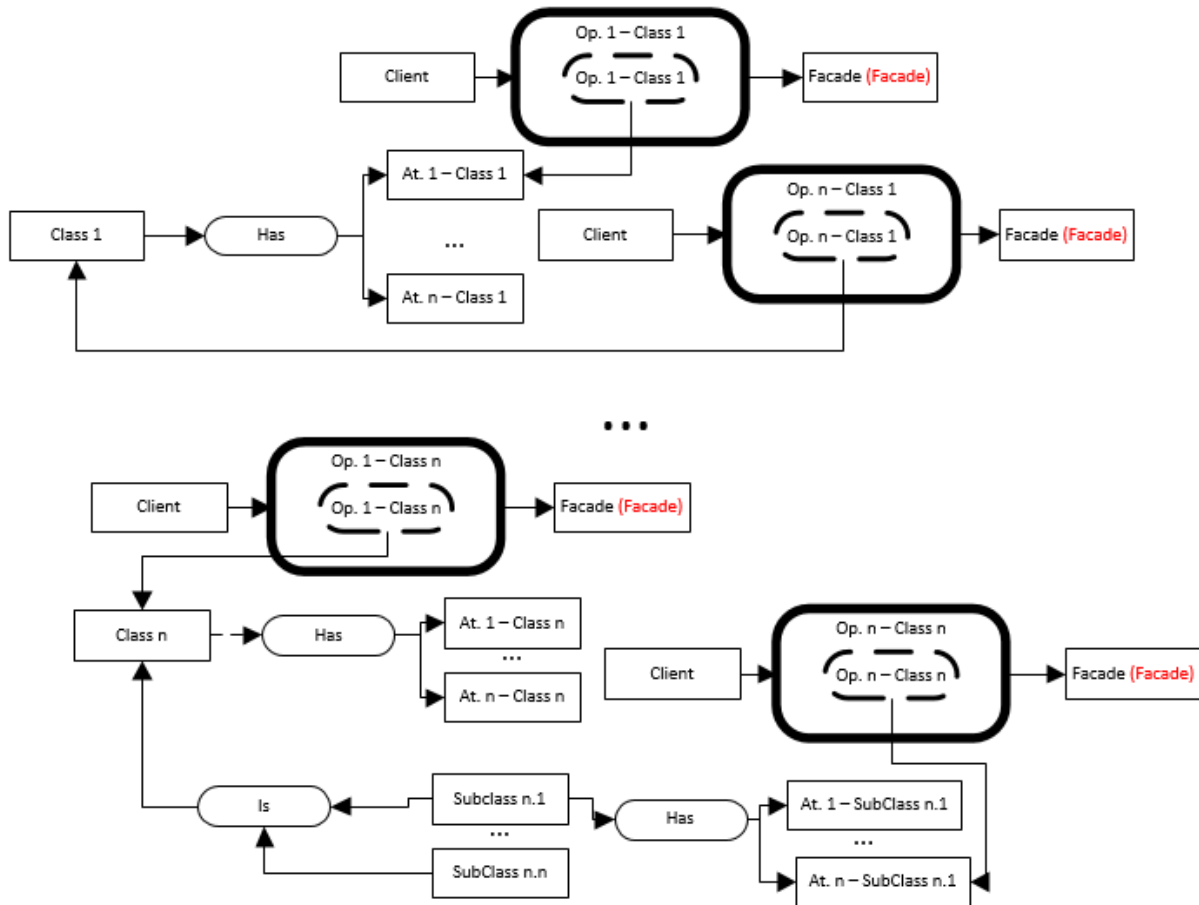 Op. 1 – Class 1
Client
Op. 1 – Class 1
Facade (Facade)
At. 1 – Class 1
Op. n – Class 1
Class 1
Has
...
Client
Op. n – Class 1
Facade (Facade)
At. n – Class 1
...
Op. 1 – Class n
Client
Op. 1 – Class n
Facade (Facade)
Class n
Has
At. 1 – Class n
...
At. n – Class n
Op. n – Class n
Client
Op. n – Class n
Facade (Facade)
Is
Subclass n.1
...
SubClass n.n
Has
At. 1 – SubClass n.1
...
At. n – SubClass n.1